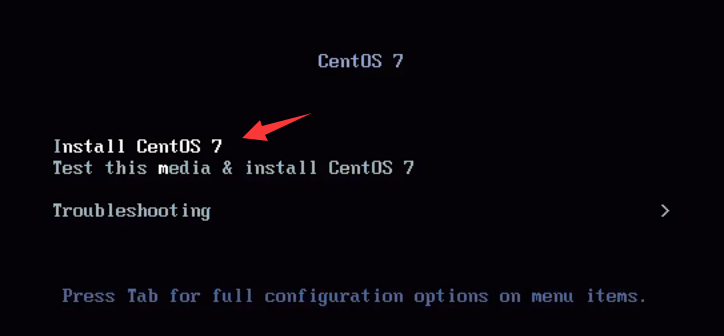 CentOS 7
Install CentOS 7
Test this media & install CentOS 7
Troubleshooting >
Press Tab for full configuration options on menu items.